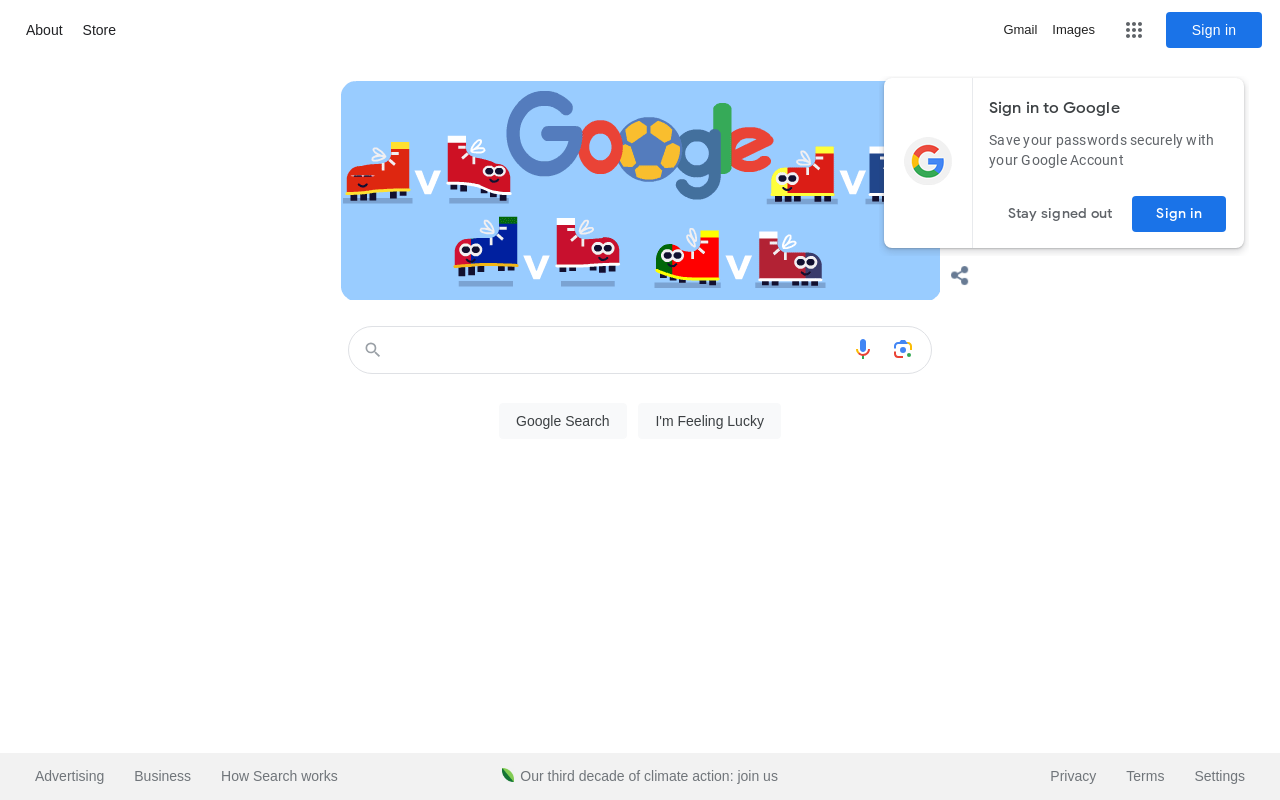 About
Store
Gmail
Images
Sign in
Google
v
v
v
v
Sign in to Google
Save your passwords securely with
your Google Account
Stay signed out
Sign in
Google Search
I'm Feeling Lucky
Advertising
Business
How Search works
Our third decade of climate action: join us
Privacy
Terms
Settings